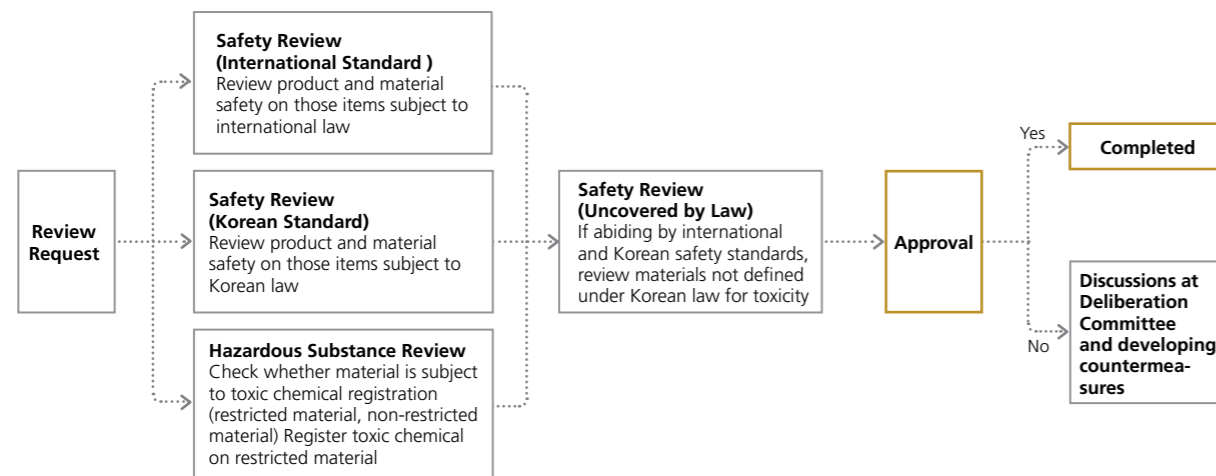 Review
Request
Safety Review
(International Standard )
Review product and material
safety on those items subject to
international law
Safety Review
(Korean Standard)
Review product and material
safety on those items subject to
Korean law
Hazardous Substance Review
Check whether material is subject
to toxic chemical registration
(restricted material, non-restricted
material) Register toxic chemical
on restricted material
Safety Review
(Uncovered by Law)
If abiding by international
and Korean safety standards,
review materials not defined
under Korean law for toxicity
Approval
Yes
Completed
No
Discussions at
Deliberation
Committee
and developing
countermea-
sures